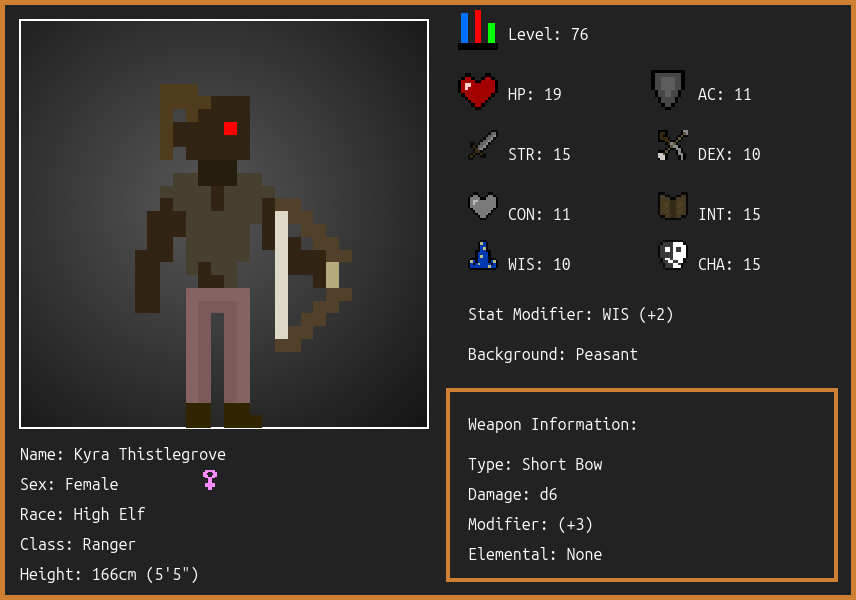 Level: 76
HP: 19
AC: 11
STR: 15
DEX: 10
CON: 11
INT: 15
WIS: 10
CHA: 15
Stat Modifier: WIS (+2)
Background: Peasant
Weapon Information:
Type: Short Bow
Damage: d6
Modifier: (+3)
Elemental: None
Name: Kyra Thistlegrove
Sex: Female
Race: High Elf
Class: Ranger
Height: 166cm (5'5")